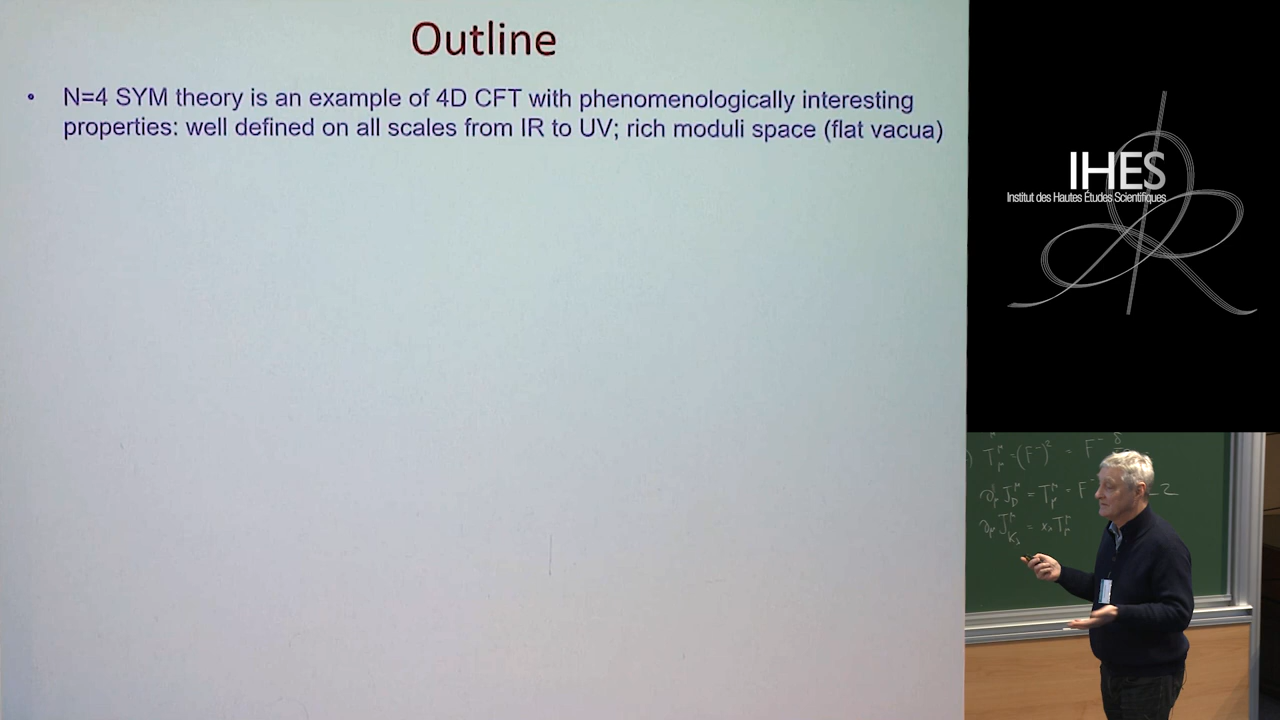 Outline
• N=4 SYM theory is an example of 4D CFT with phenomenologically interesting
properties: well defined on all scales from IR to UV; rich moduli space (flat vacua)
IHES
Institut des Hautes Études Scientifiques